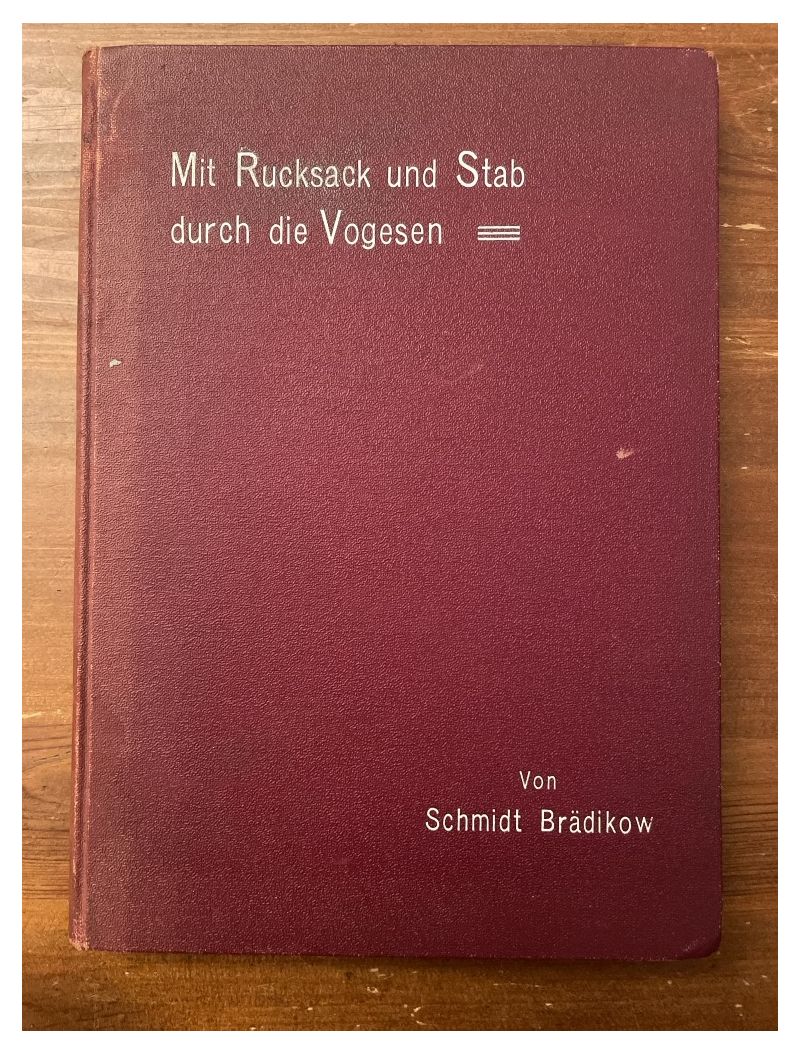 Mit Rucksack und Stab
durch die Vogesen
Von
Schmidt Brädikow